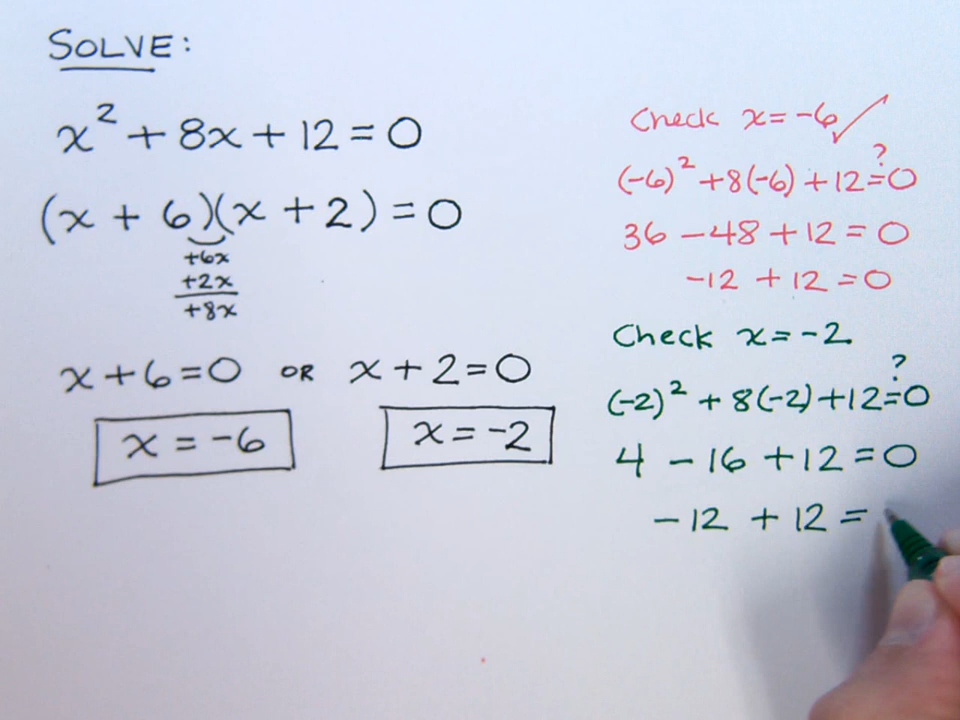 SOLVE:
x² + 8x + 12 = 0
(x + 6)(x + 2) = 0
+6x
+2x
+8x
x + 6 = 0 OR x + 2 = 0
x = -6
x = -2
Check x = -6 ✓
(-6)² + 8(-6) + 12 ≟ 0
36 - 48 + 12 = 0
-12 + 12 = 0
Check x = -2
(-2)² + 8(-2) + 12 ≟ 0
4 - 16 + 12 = 0
-12 + 12 =